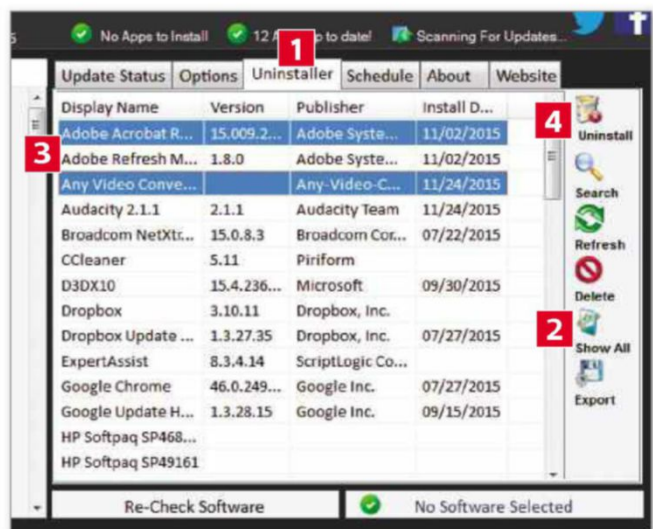 5 No Apps to Install 12 A to date! Scanning For Updates...
1
Update Status Options Uninstaller Schedule About Website
Display Name Version Publisher Install D...
Adobe Acrobat R... 15.009.2... Adobe Syste... 11/02/2015
Adobe Refresh M... 1.8.0 Adobe Syste... 11/02/2015
Any Video Conve... Any-Video-C... 11/24/2015
Audacity 2.1.1 2.1.1 Audacity Team 11/24/2015
Broadcom NetXtr... 15.0.8.3 Broadcom Cor... 07/22/2015
CCleaner 5.11 Piriform
D3DX10 15.4.236... Microsoft 09/30/2015
Dropbox 3.10.11 Dropbox, Inc.
Dropbox Update ... 1.3.27.35 Dropbox, Inc. 07/27/2015
ExpertAssist 8.3.4.14 ScriptLogic Co...
Google Chrome 46.0.249... Google Inc. 07/27/2015
Google Update H... 1.3.28.15 Google Inc. 09/15/2015
HP Softpaq SP468...
HP Softpaq SP49161
3
4
Uninstall
Search
Refresh
Delete
2
Show All
Export
Re-Check Software No Software Selected